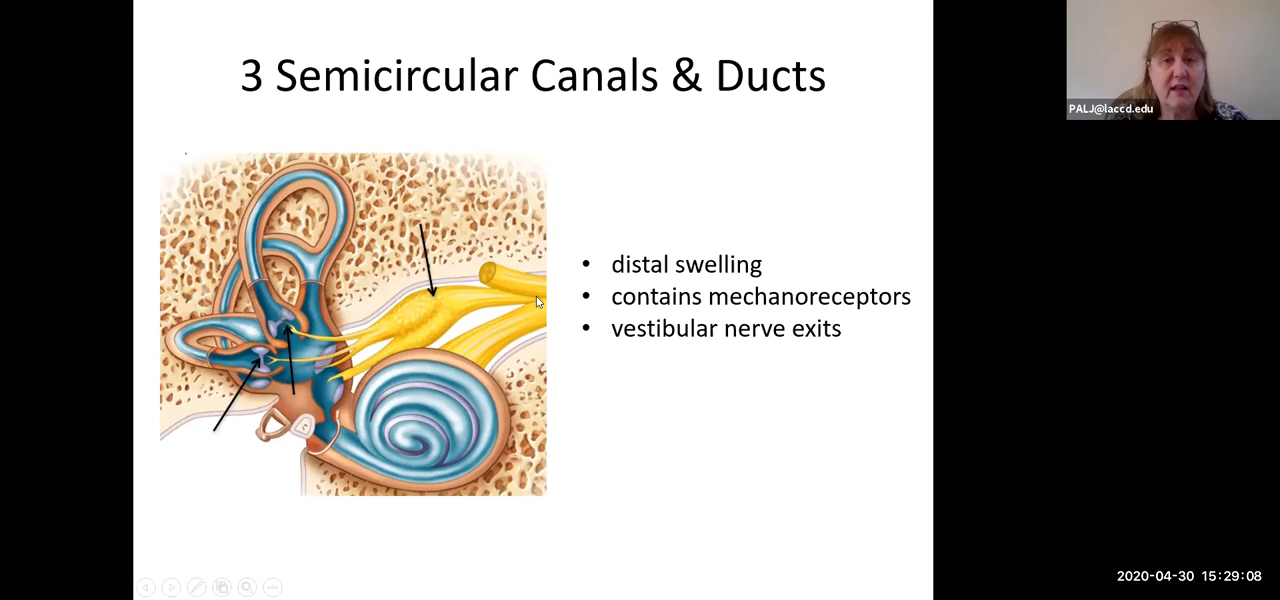 3 Semicircular Canals & Ducts
PALJ@laccd.edu
• distal swelling
• contains mechanoreceptors
• vestibular nerve exits
2020-04-30 15:29:08